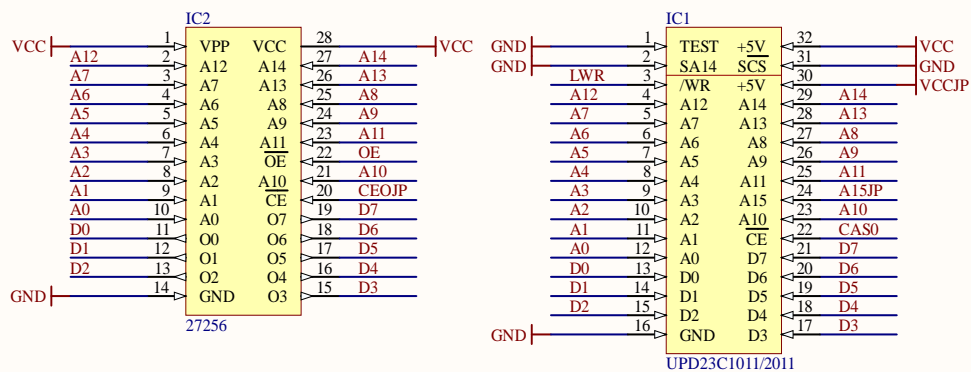 IC2
VCC 1 VPP VCC 28 VCC
A12 2 A12 A14 27 A14
A7 3 A7 A13 26 A13
A6 4 A6 A8 25 A8
A5 5 A5 A9 24 A9
A4 6 A4 A11 23 A11
A3 7 A3 OE 22 OE
A2 8 A2 A10 21 A10
A1 9 A1 CE 20 CEOJP
A0 10 A0 O7 19 D7
D0 11 O0 O6 18 D6
D1 12 O1 O5 17 D5
D2 13 O2 O4 16 D4
GND 14 GND O3 15 D3
27256
IC1
GND 1 TEST +5V 32 VCC
GND 2 SA14 SCS 31 GND
LWR 3 /WR +5V 30 VCCJP
A12 4 A12 A14 29 A14
A7 5 A7 A13 28 A13
A6 6 A6 A8 27 A8
A5 7 A5 A9 26 A9
A4 8 A4 A11 25 A11
A3 9 A3 A15 24 A15JP
A2 10 A2 A10 23 A10
A1 11 A1 CE 22 CAS0
A0 12 A0 D7 21 D7
D0 13 D0 D6 20 D6
D1 14 D1 D5 19 D5
D2 15 D2 D4 18 D4
GND 16 GND D3 17 D3
UPD23C1011/2011